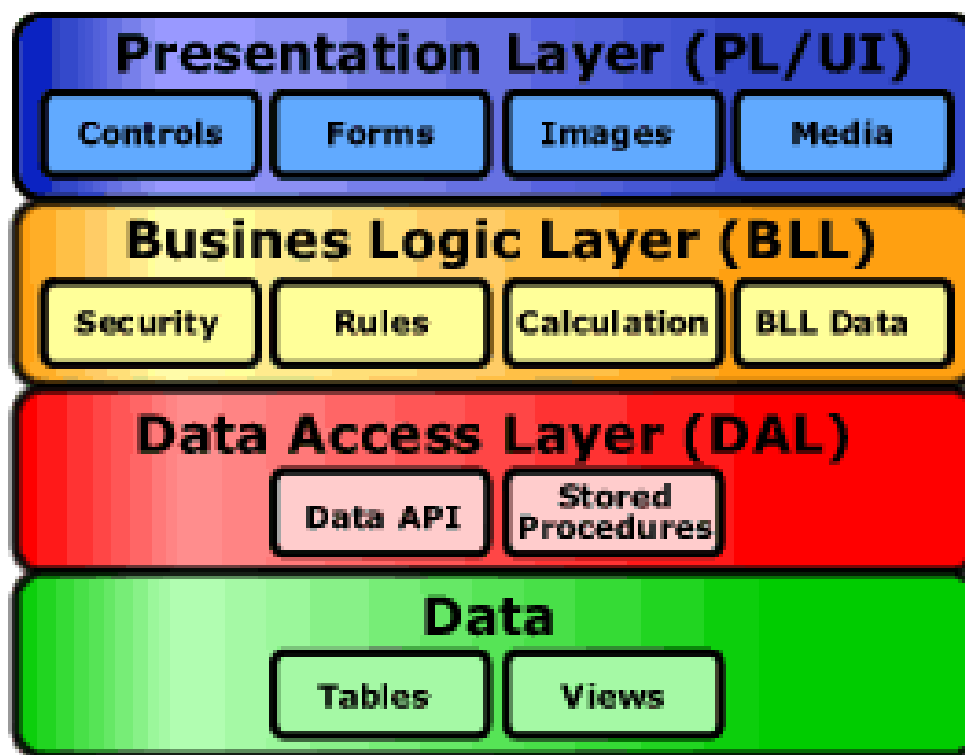 Presentation Layer (PL/UI)
Controls Forms Images Media
Busines Logic Layer (BLL)
Security Rules Calculation BLL Data
Data Access Layer (DAL)
Data API Stored Procedures
Data
Tables Views